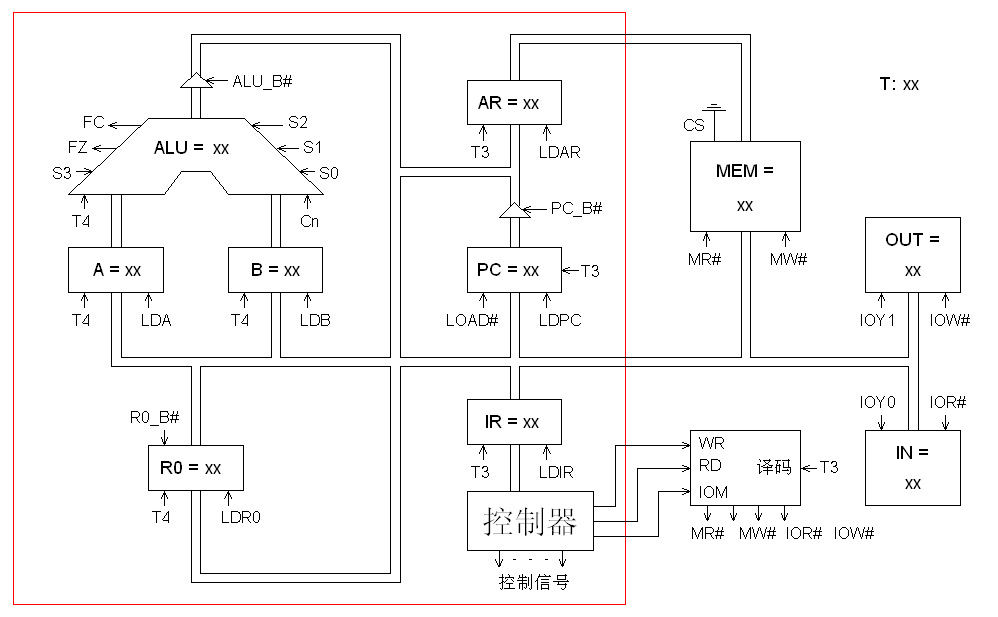 ALU_B#
T: xx
AR = xx
FC
S2
CS
T3
LDAR
FZ
ALU = xx
S1
S3
S0
MEM =
xx
T4
Cn
PC_B#
OUT =
xx
A = xx
B = xx
PC = xx
T3
MR#
MW#
T4
LDA
T4
LDB
LOAD#
LDPC
IOY1
IOW#
R0_B#
IR = xx
IOY0
IOR#
R0 = xx
T3
LDIR
WR
RD
IOM
译码
T3
IN =
xx
T4
LDR0
控制器
MR#
MW#
IOR#
IOW#
控制信号